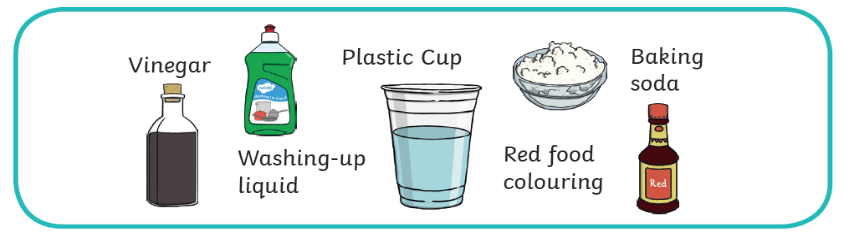 Vinegar
Washing-up
liquid
Plastic Cup
Baking
soda
Red food
colouring
Red